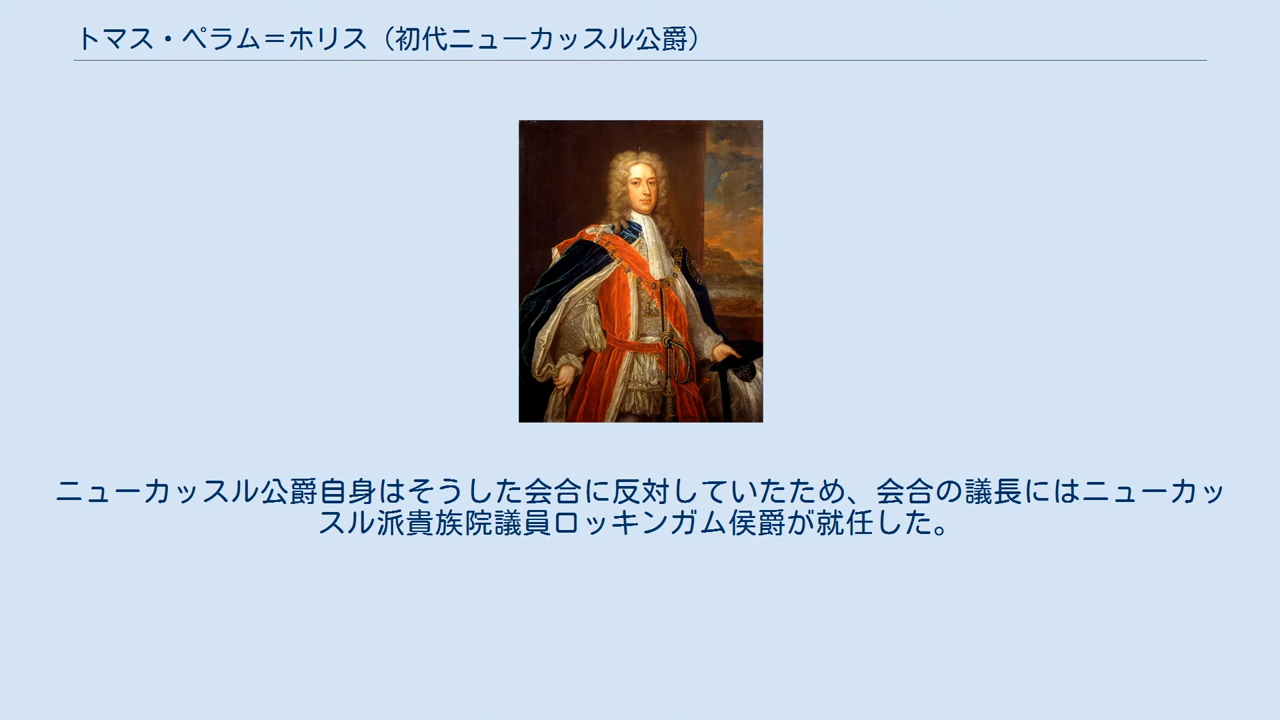 トマス・ペラム＝ホリス（初代ニューカッスル公爵）
ニューカッスル公爵自身はそうした会合に反対していたため、会合の議長にはニューカッ
スル派貴族院議員ロッキンガム侯爵が就任した。